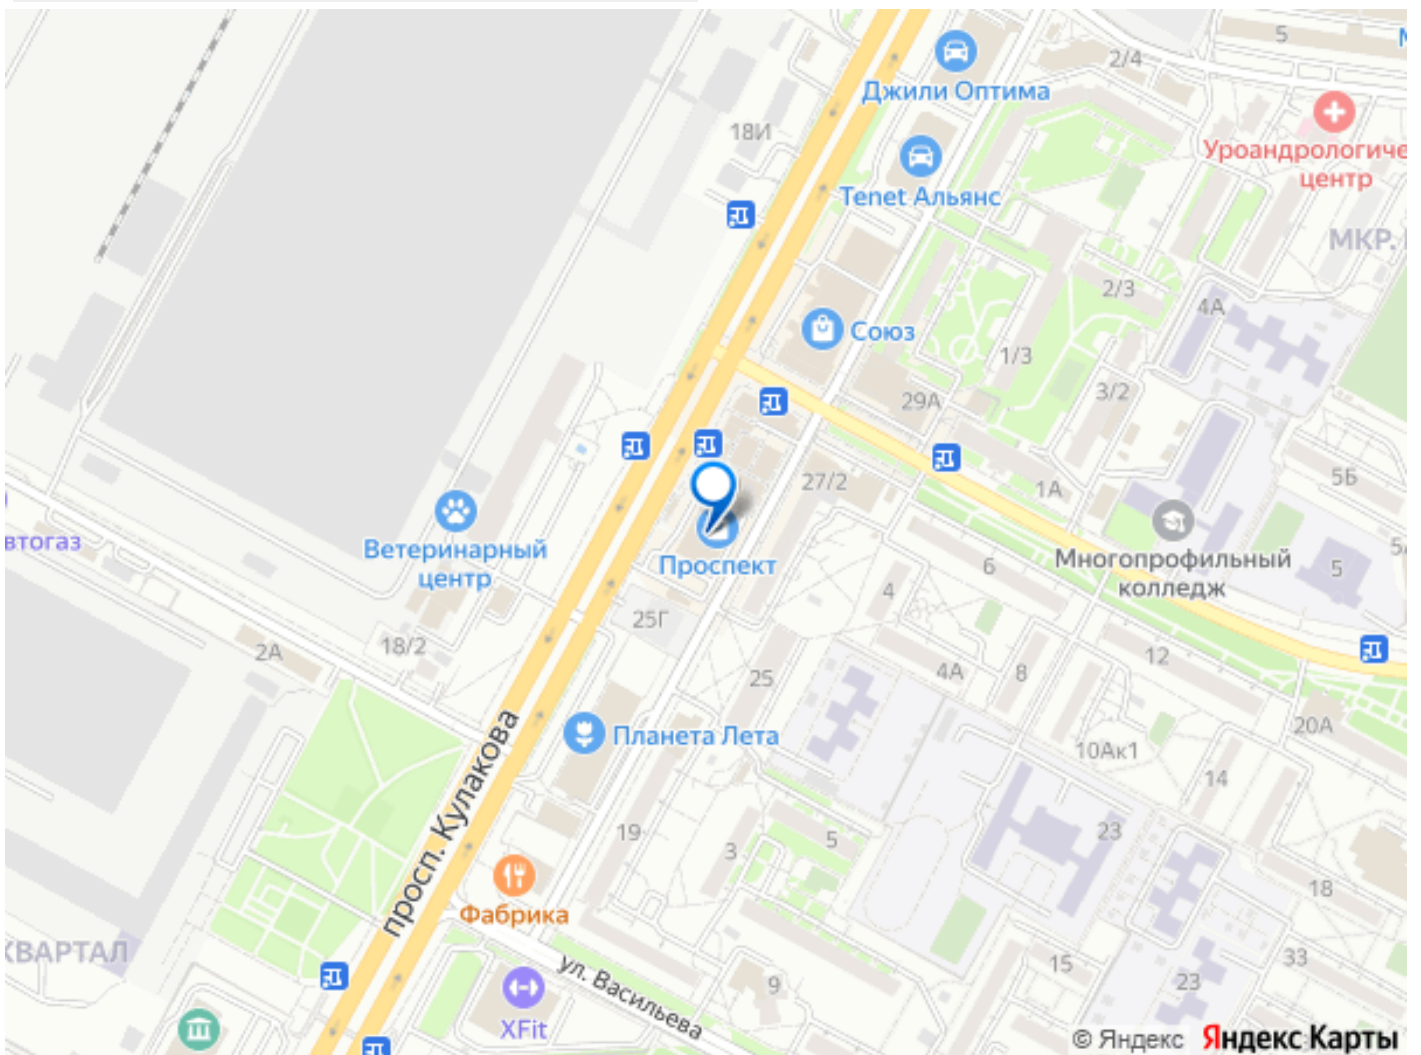 5
2/4
Джили Оптима
18И
Уроандрологиче
центр
Tenet Альянс
МКР.
2/3
4А
Союз
1/3
3/2
29А
5Б
27/2
1А
Ветеринарный
центр
втогаз
Проспект
Многопрофильный
колледж
6
5
4
25Г
18/2
2А
12
4А
8
25
20А
Планета Лета
10Ак1
14
просп. Кулакова
19
3
5
23
18
Фабрика
КВАРТАЛ
ул. Васильева
15
33
9
23
XFit
© Яндекс Яндекс Карты